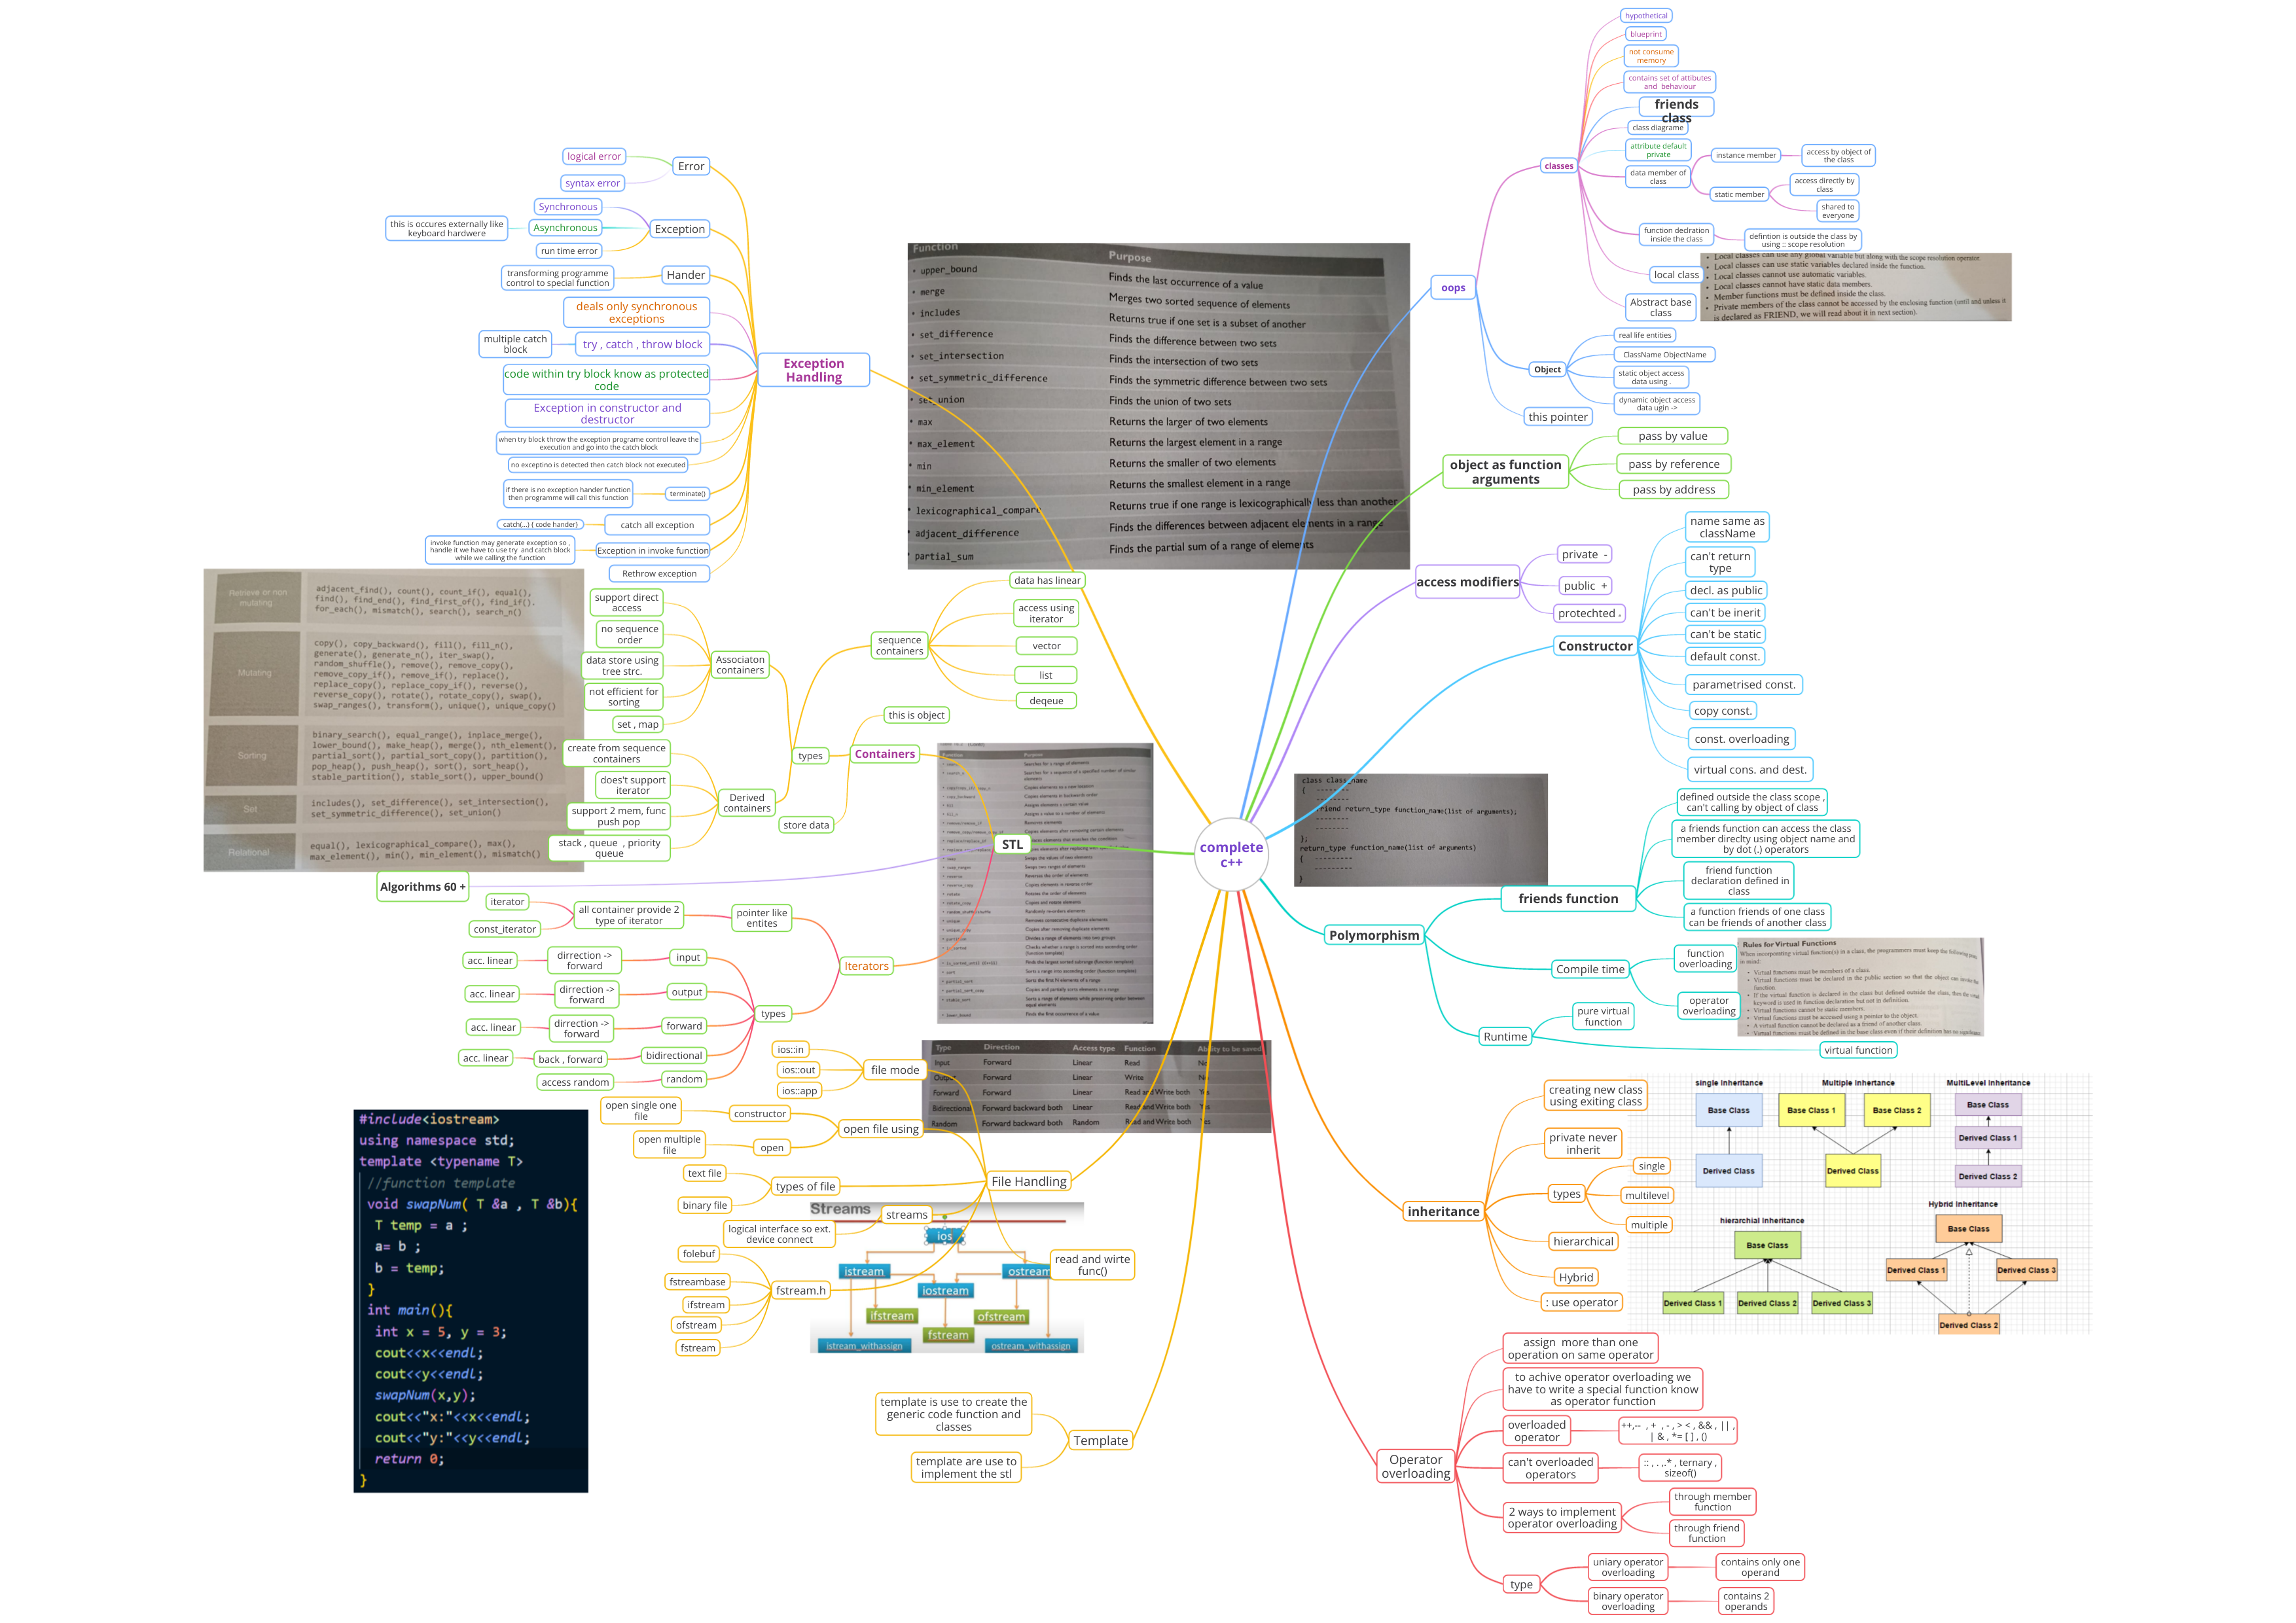 complete
c++
oops
classes
hypothetical
blueprint
not consume
memory
contains set of attibutes
and behaviour
friends
class
class diagrame
attribute default
private
data member of
class
instance member
access by object of
the class
static member
access directly by
class
shared to
everyone
function declration
inside the class
defintion is outside the class by
using :: scope resolution
local class
• Local classes can use any global variable but along with the scope resolution operator.
• Local classes can use static variables declared inside the function.
• Local classes cannot use automatic variables.
• Local classes cannot have static data members.
• Member functions must be defined inside the class.
• Private members of the class cannot be accessed by the enclosing function (until and unless it
is declared as FRIEND, we will read about it in next section).
Abstract base
class
Object
real life entities
ClassName ObjectName
static object access
data using .
dynamic object access
data ugin ->
this pointer
object as function
arguments
pass by value
pass by reference
pass by address
access modifiers
private -
public +
protechted
Constructor
name same as
className
can't return
type
decl. as public
can't be inerit
can't be static
default const.
parametrised const.
copy const.
const. overloading
virtual cons. and dest.
class class_name
{ --------
--------
friend return_type function_name(list of arguments);
--------
--------
};
return_type function_name(list of arguments)
{ ---------
---------
}
Polymorphism
friends function
defined outside the class scope ,
can't calling by object of class
a friends function can access the class
member direclty using object name and
by dot (.) operators
friend function
declaration defined in
class
a function friends of one class
can be friends of another class
Compile time
function
overloading
operator
overloading
Runtime
pure virtual
function
virtual function
Rules for Virtual Functions
When incorporating virtual function(s) in a class, the programmers must keep the following
in mind:
• Virtual functions must be members of a class.
• Virtual functions must be declared in the public section so that the object can invoke the
function.
• If the virtual function is declared in the class but defined outside the class, then the
keyword is used in function declaration but not in definition.
• Virtual functions cannot be static members.
• Virtual functions must be accessed using a pointer to the object.
• A virtual function cannot be declared as a friend of another class.
• Virtual functions must be defined in the base class even if their definition has no
inheritance
creating new class
using exiting class
private never
inherit
types
single
multilevel
multiple
hierarchical
Hybrid
: use operator
single Inheritance
Base Class
Derived Class
Multiple Inhertance
Base Class 1
Base Class 2
Derived Class
MultiLevel Inheritance
Base Class
Derived Class 1
Derived Class 2
hierarchial Inheritance
Base Class
Derived Class 1
Derived Class 2
Derived Class 3
Hybrid Inheritance
Base Class
Derived Class 1
Derived Class 3
Derived Class 2
Operator
overloading
assign more than one
operation on same operator
to achive operator overloading we
have to write a special function know
as operator function
overloaded
operator
++,-- , + , - , > < , && , || ,
| & , *= [ ] , ()
can't overloaded
operators
:: , . ,.* , ternary ,
sizeof()
2 ways to implement
operator overloading
through member
function
through friend
function
type
uniary operator
overloading
contains only one
operand
binary operator
overloading
contains 2
operands
Exception
Handling
Error
logical error
syntax error
Exception
Synchronous
Asynchronous
this is occures externally like
keyboard hardwere
run time error
Hander
transforming programme
control to special function
deals only synchronous
exceptions
try , catch , throw block
multiple catch
block
code within try block know as protected
code
Exception in constructor and
destructor
when try block throw the exception programe control leave the
execution and go into the catch block
no exceptino is detected then catch block not executed
terminate()
if there is no exception hander function
then programme will call this function
catch all exception
catch(...) { code hander}
Exception in invoke function
invoke function may generate exception so ,
handle it we have to use try and catch block
while we calling the function
Rethrow exception
Function Purpose
• upper_bound Finds the last occurrence of a value
• merge Merges two sorted sequence of elements
• includes Returns true if one set is a subset of another
• set_difference Finds the difference between two sets
• set_intersection Finds the intersection of two sets
• set_symmetric_difference Finds the symmetric difference between two sets
• set_union Finds the union of two sets
• max Returns the larger of two elements
• max_element Returns the largest element in a range
• min Returns the smaller of two elements
• min_element Returns the smallest element in a range
• lexicographical_compare Returns true if one range is lexicographically less than another
• adjacent_difference Finds the differences between adjacent elements in a range
• partial_sum Finds the partial sum of a range of elements
STL
Containers
this is object
store data
types
sequence
containers
data has linear
access using
iterator
vector
list
deqeue
Associaton
containers
support direct
access
no sequence
order
data store using
tree strc.
not efficient for
sorting
set , map
Derived
containers
create from sequence
containers
does't support
iterator
support 2 mem, func
push pop
stack , queue , priority
queue
Retrieve or non
mutating
adjacent_find(), count(), count_if(), equal(),
find(), find_end(), find_first_of(), find_if().
for_each(), mismatch(), search(), search_n()
Mutating
copy(), copy_backward(), fill(), fill_n(),
generate(), generate_n(), iter_swap(),
random_shuffle(), remove(), remove_copy(),
remove_copy_if(), remove_if(), replace(),
replace_copy(), replace_copy_if(), reverse(),
reverse_copy(), rotate(), rotate_copy(), swap(),
swap_ranges(), transform(), unique(), unique_copy()
Sorting
binary_search(), equal_range(), inplace_merge(),
lower_bound(), make_heap(), merge(), nth_element(),
partial_sort(), partial_sort_copy(), partition(),
pop_heap(), push_heap(), sort(), sort_heap(),
stable_partition(), stable_sort(), upper_bound()
Set
includes(), set_difference(), set_intersection(),
set_symmetric_difference(), set_union()
Relational
equal(), lexicographical_compare(), max(),
max_element(), min(), min_element(), mismatch()
Algorithms 60 +
Iterators
pointer like
entites
all container provide 2
type of iterator
iterator
const_iterator
types
input
dirrection ->
forward
acc. linear
output
dirrection ->
forward
acc. linear
forward
dirrection ->
forward
acc. linear
bidirectional
back , forward
acc. linear
random
access random
Type Direction Access type Function Ability to be saved
Input Forward Linear Read No
Output Forward Linear Write No
Forward Forward Linear Read and Write both Yes
Bidirectional Forward backward both Linear Read and Write both Yes
Random Forward backward both Random Read and Write both Yes
File Handling
file mode
ios::in
ios::out
ios::app
open file using
constructor
open single one
file
open
open multiple
file
types of file
text file
binary file
streams
logical interface so ext.
device connect
fstream.h
folebuf
fstreambase
ifstream
ofstream
fstream
read and wirte
func()
Streams
ios
istream
ostream
iostream
ifstream
ofstream
fstream
istream_withassign
ostream_withassign
Template
template is use to create the
generic code function and
classes
template are use to
implement the stl
#include<iostream>
using namespace std;
template <typename T>
//function template
void swapNum( T &a , T &b){
T temp = a ;
a= b ;
b = temp;
}
int main(){
int x = 5, y = 3;
cout<<x<<endl;
cout<<y<<endl;
swapNum(x,y);
cout<<"x:"<<x<<endl;
cout<<"y:"<<y<<endl;
return 0;
}